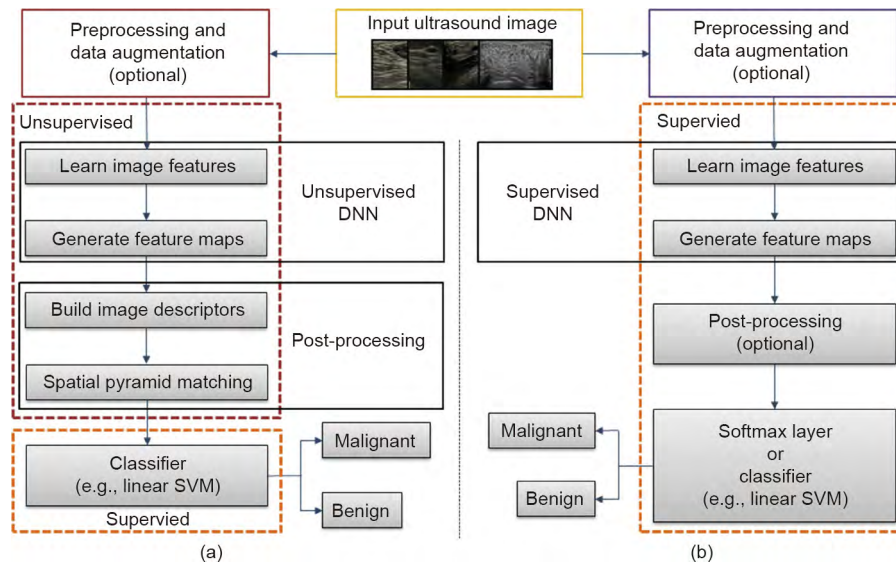 Input ultrasound image
Preprocessing and
data augmentation
(optional)
Unsupervised
Learn image features
Generate feature maps
Unsupervised
DNN
Build image descriptors
Spatial pyramid matching
Post-processing
Classifier
(e.g., linear SVM)
Supervied
Malignant
Benign
(a)
Preprocessing and
data augmentation
(optional)
Supervied
Supervised
DNN
Learn image features
Generate feature maps
Post-processing
(optional)
Softmax layer
or
classifier
(e.g., linear SVM)
Malignant
Benign
(b)